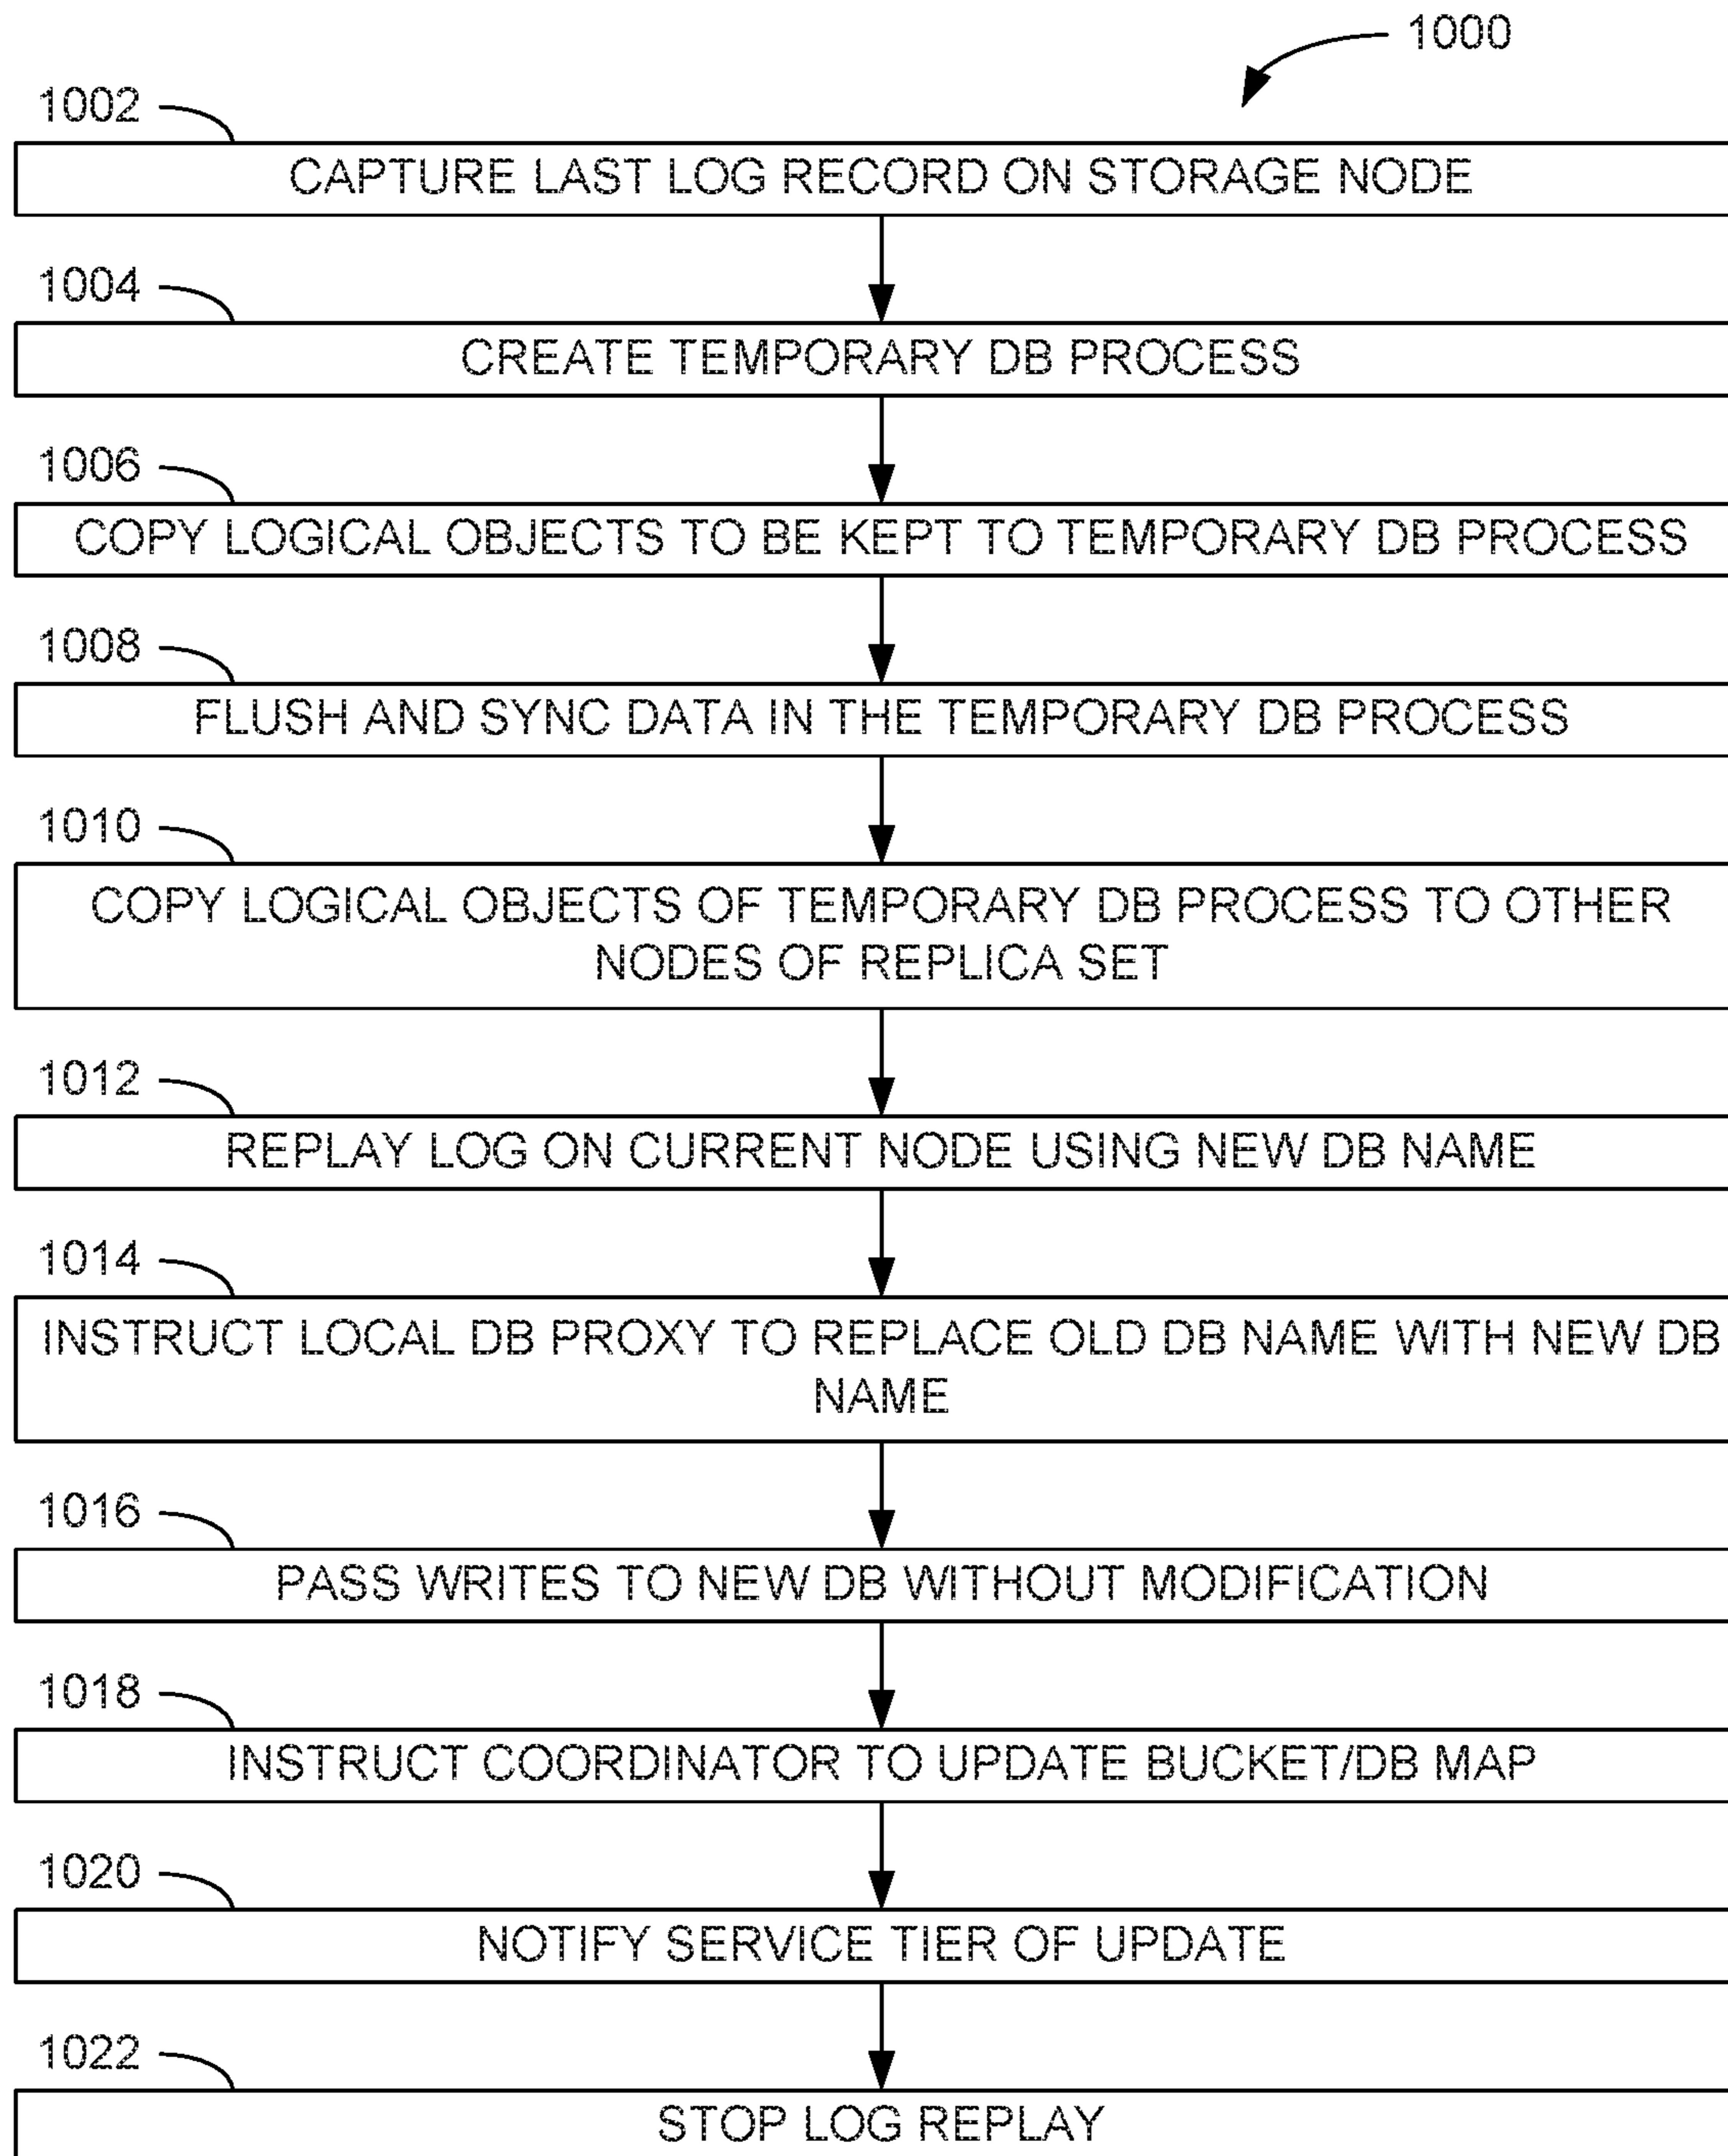 1000
1002
CAPTURE LAST LOG RECORD ON STORAGE NODE
1004
CREATE TEMPORARY DB PROCESS
1006
COPY LOGICAL OBJECTS TO BE KEPT TO TEMPORARY DB PROCESS
1008
FLUSH AND SYNC DATA IN THE TEMPORARY DB PROCESS
1010
COPY LOGICAL OBJECTS OF TEMPORARY DB PROCESS TO OTHER
NODES OF REPLICA SET
1012
REPLAY LOG ON CURRENT NODE USING NEW DB NAME
1014
INSTRUCT LOCAL DB PROXY TO REPLACE OLD DB NAME WITH NEW DB
NAME
1016
PASS WRITES TO NEW DB WITHOUT MODIFICATION
1018
INSTRUCT COORDINATOR TO UPDATE BUCKET/DB MAP
1020
NOTIFY SERVICE TIER OF UPDATE
1022
STOP LOG REPLAY